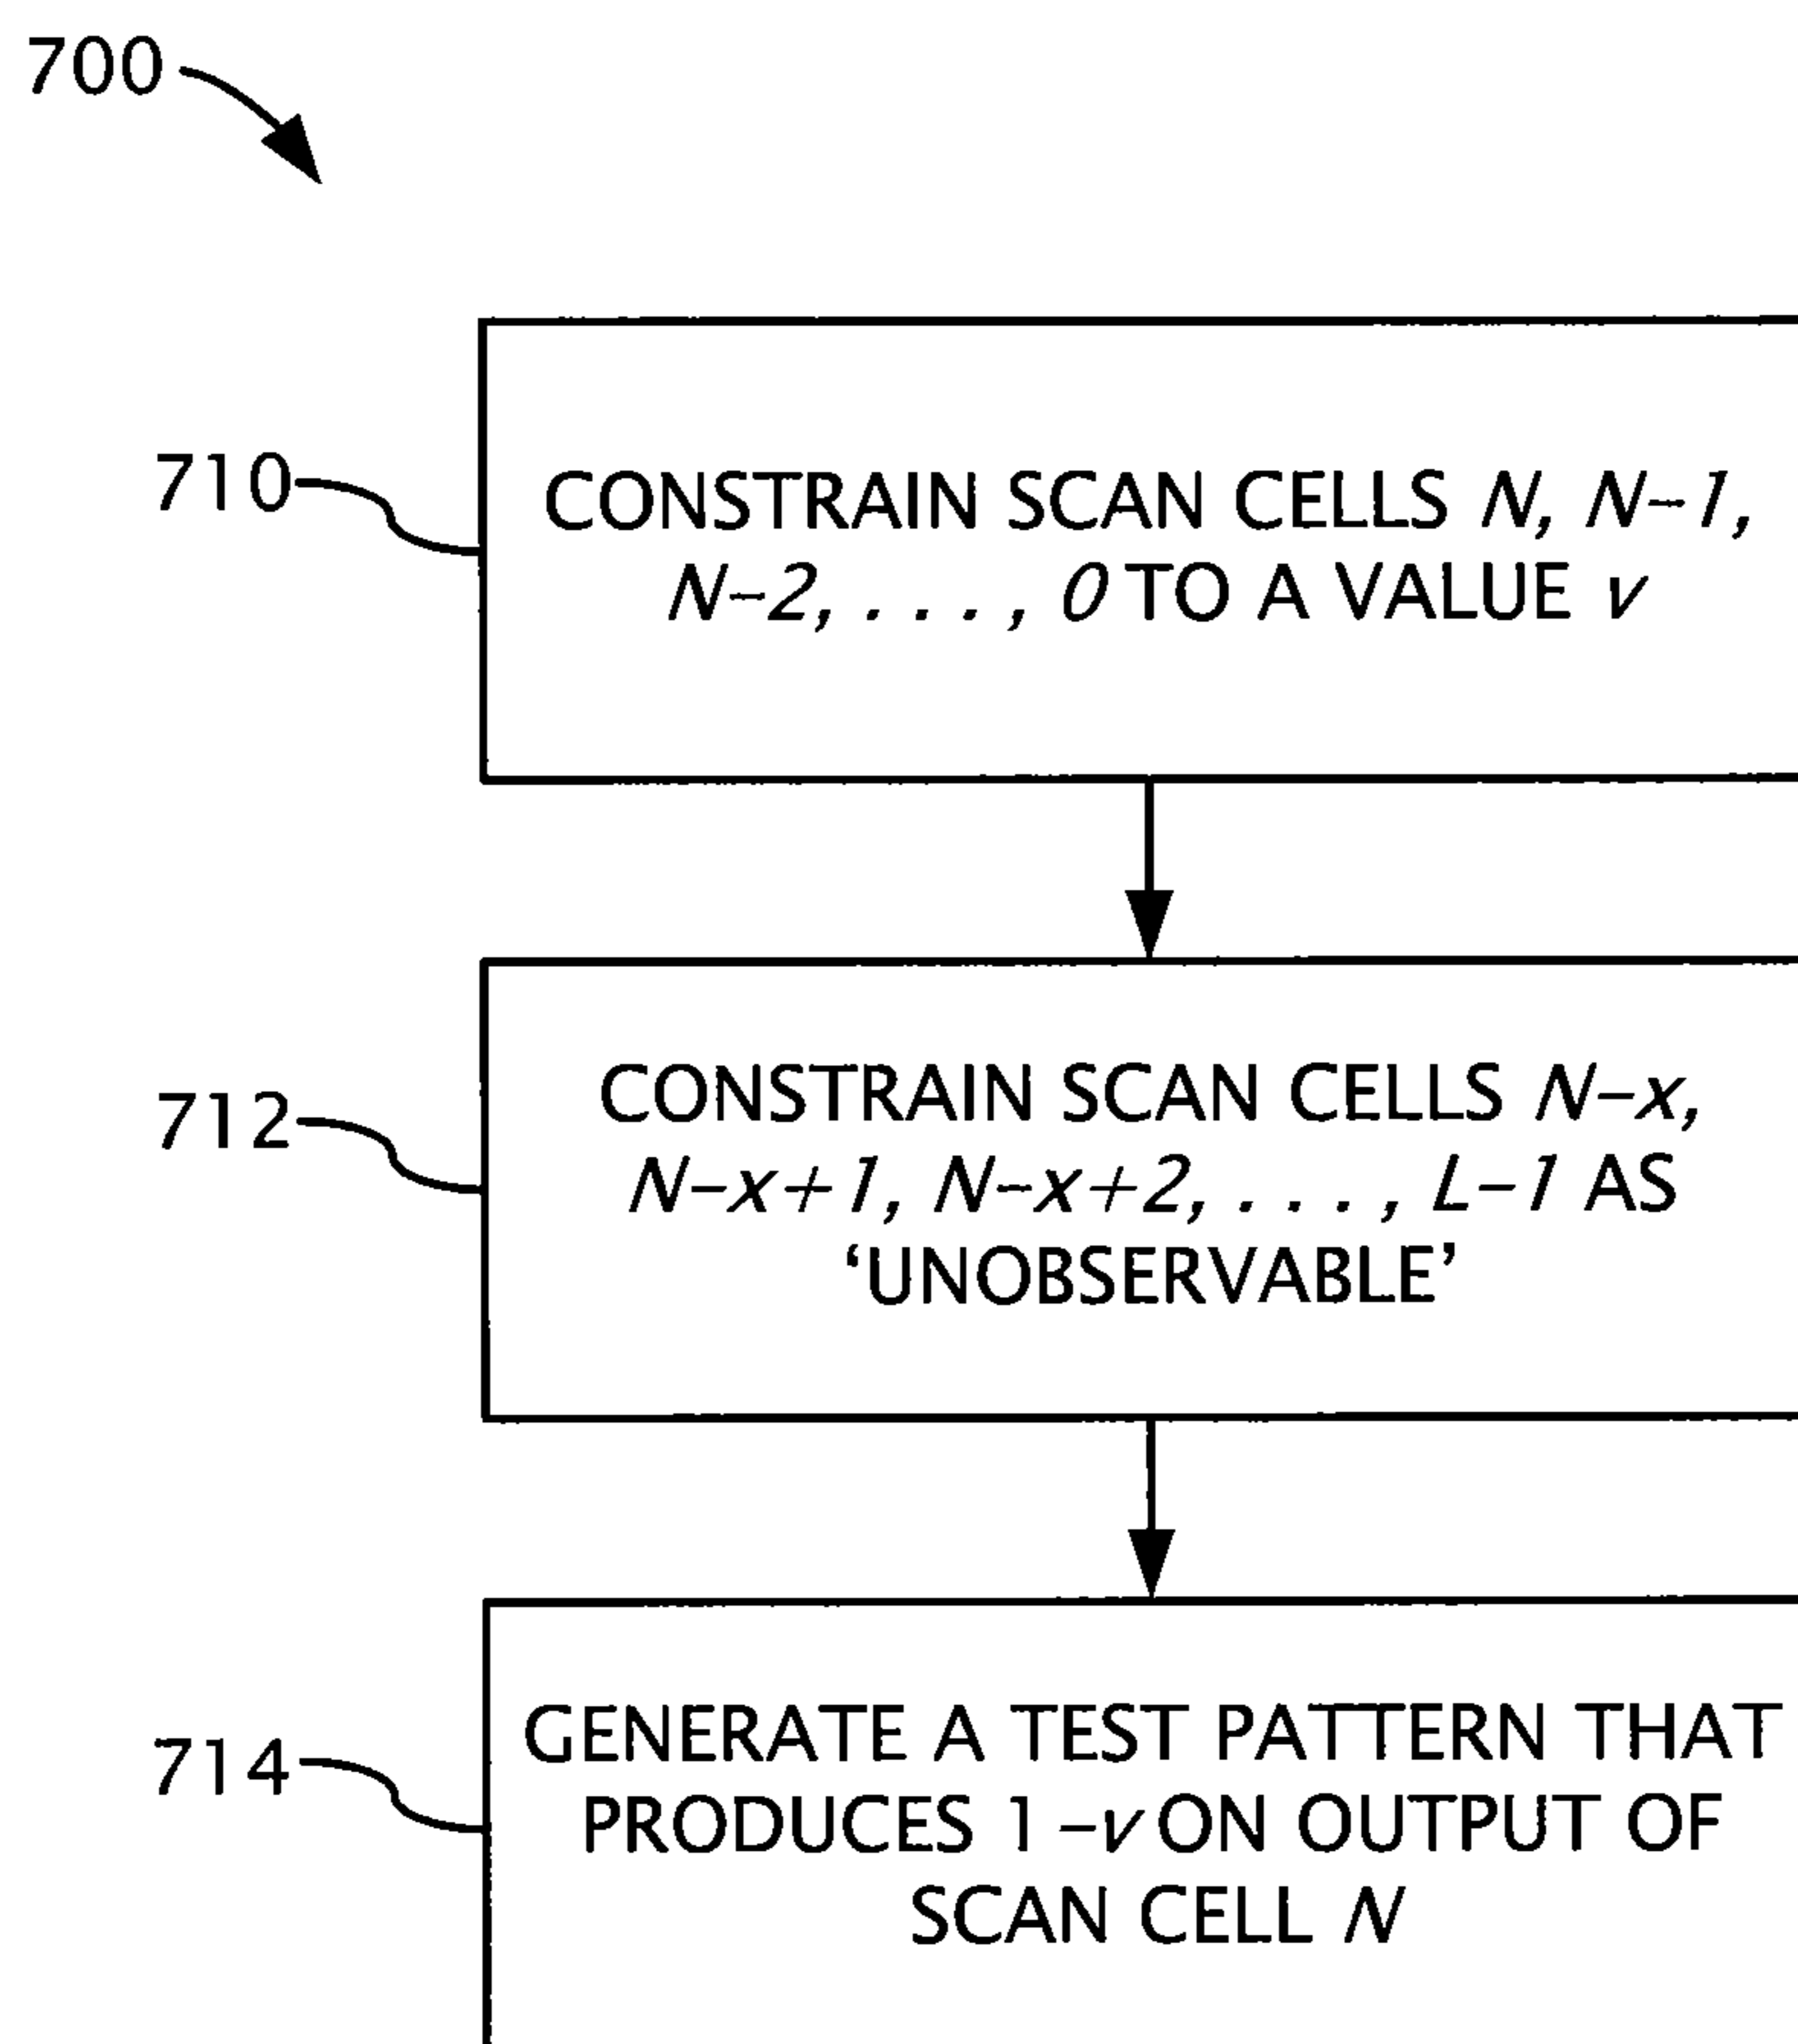 700
710
CONSTRAIN SCAN CELLS N, N-1,
N-2, . . . , 0 TO A VALUE v
712
CONSTRAIN SCAN CELLS N-x,
N-x+1, N-x+2, . . . , L-1 AS
‘UNOBSERVABLE’
714
GENERATE A TEST PATTERN THAT
PRODUCES 1-v ON OUTPUT OF
SCAN CELL N